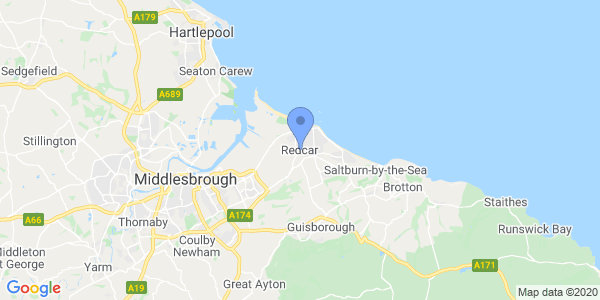 A179
Hartlepool
Sedgefield
Seaton Carew
A689
Stillington
Redcar
Saltburn-by-the-Sea
Middlesbrough
Brotton
Staithes
A66
Thornaby
A174
Guisborough
Runswick Bay
Coulby
Newham
Middleton
St George
Yarm
A171
Great Ayton
A19
Google
Map data ©2020